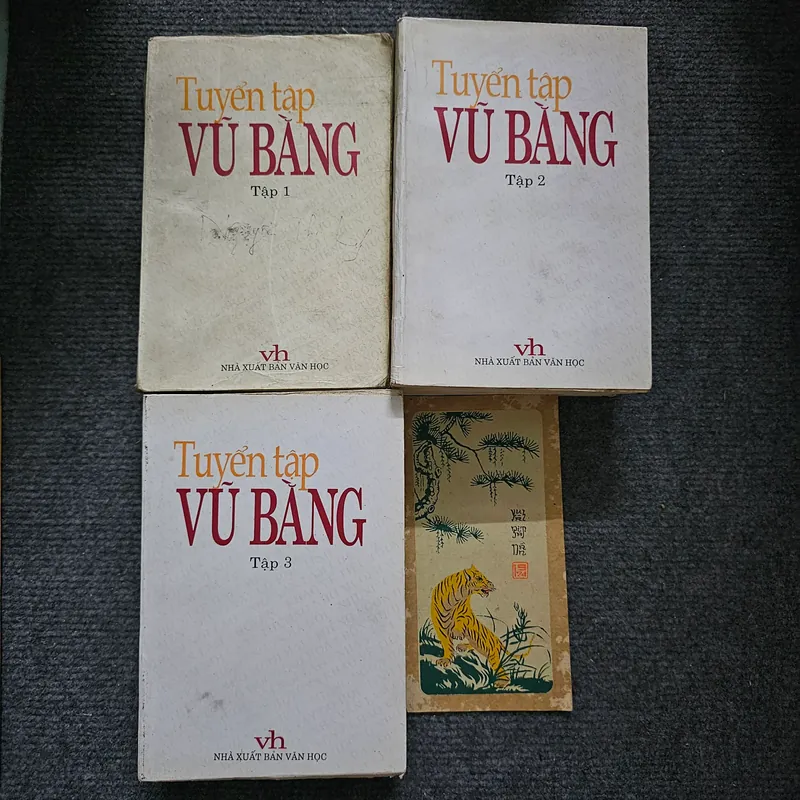 Tuyển tập
VŨ BẰNG
Tập 1
vh
NHÀ XUẤT BẢN VĂN HỌC
Tuyển tập
VŨ BẰNG
Tập 2
vh
NHÀ XUẤT BẢN VĂN HỌC
Tuyển tập
VŨ BẰNG
Tập 3
vh
NHÀ XUẤT BẢN VĂN HỌC